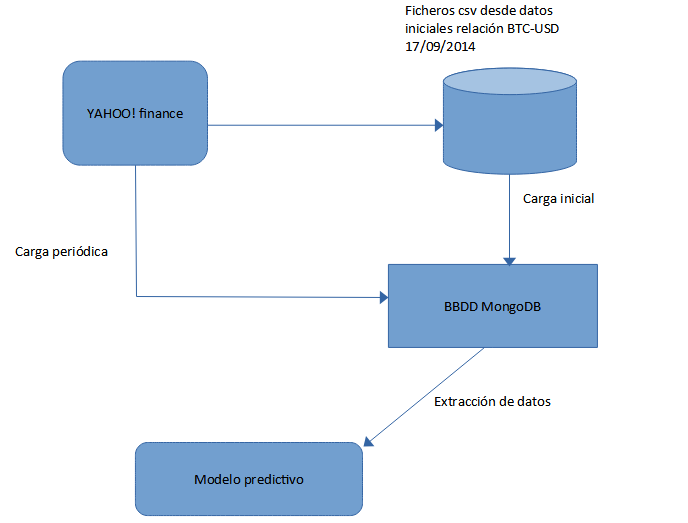 Ficheros csv desde datos
iniciales relación BTC-USD
17/09/2014
YAHOO! finance
Carga inicial
Carga periódica
BBDD MongoDB
Extracción de datos
Modelo predictivo